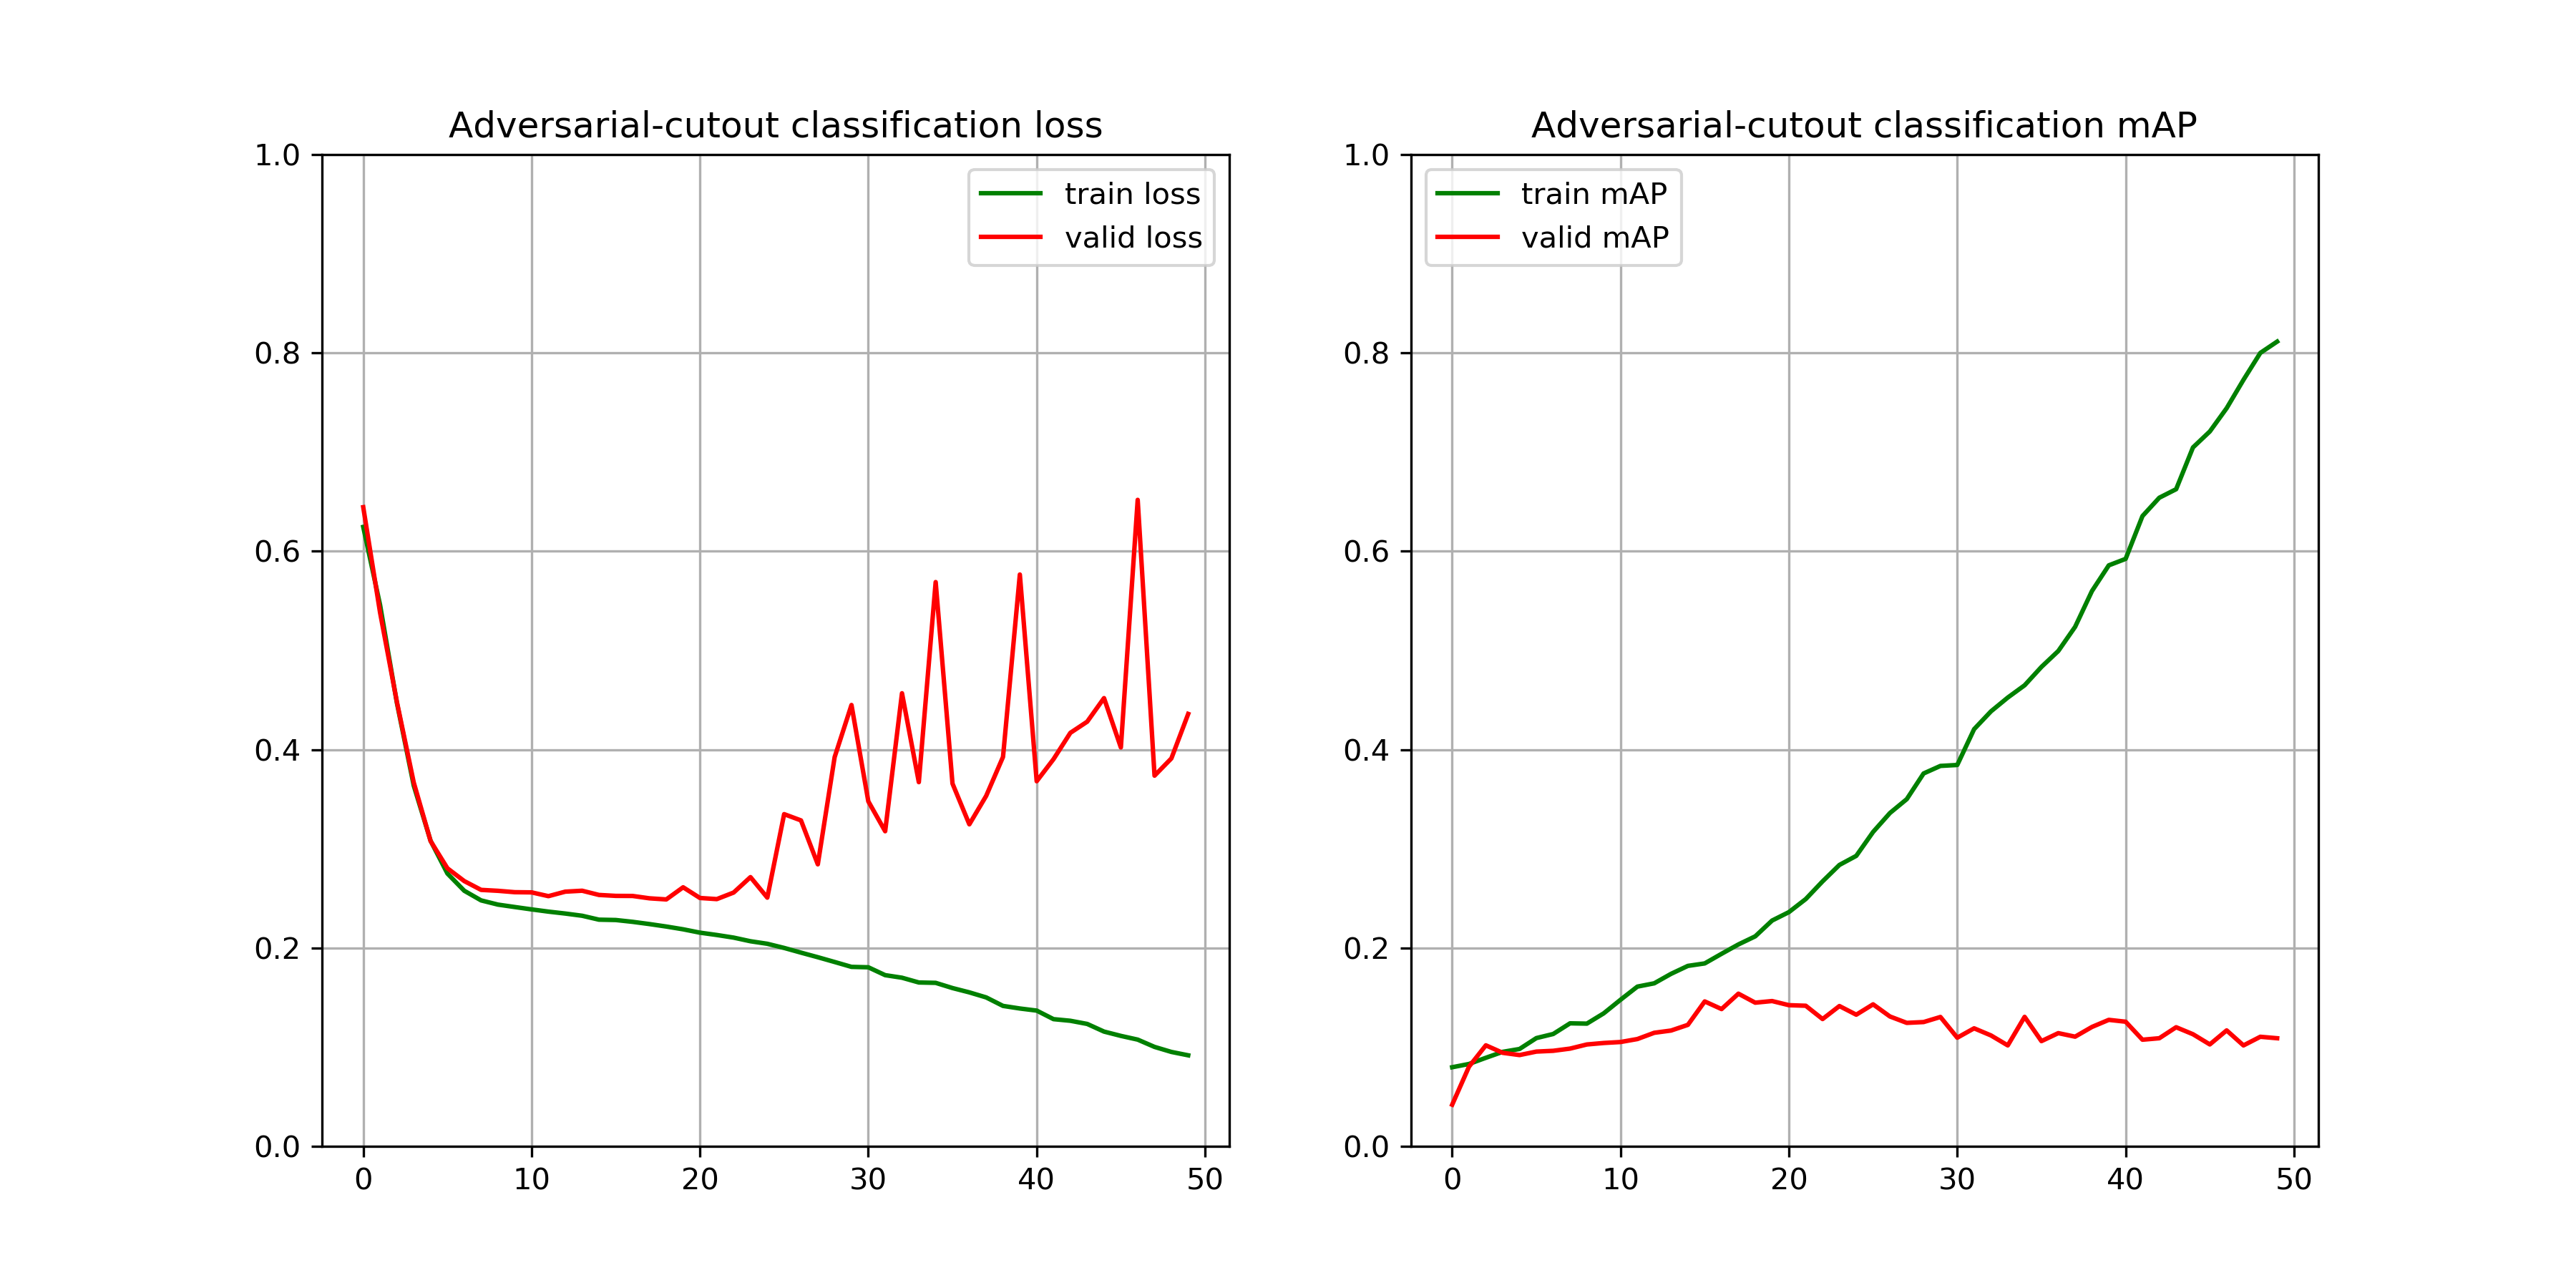 Adversarial-cutout classification loss
1.0
0.8
0.6
0.4
0.2
0.0
0 10 20 30 40 50
train loss
valid loss
Adversarial-cutout classification mAP
1.0
0.8
0.6
0.4
0.2
0.0
0 10 20 30 40 50
train mAP
valid mAP